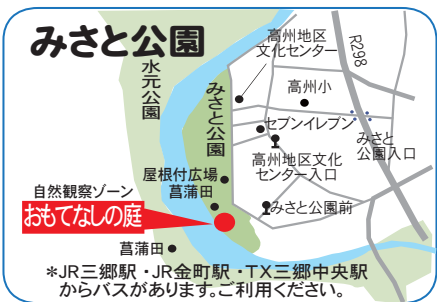 みさと公園
水元公園
みさと公園
高州地区
文化センター
R298
高州小
セブンイレブン
みさと
公園入口
高州地区文化
センター入口
屋根付広場
菖蒲田
みさと公園前
自然観察ゾーン
おもてなしの庭
菖蒲田
*JR三郷駅・JR金町駅・TX三郷中央駅
からバスがあります。ご利用ください。